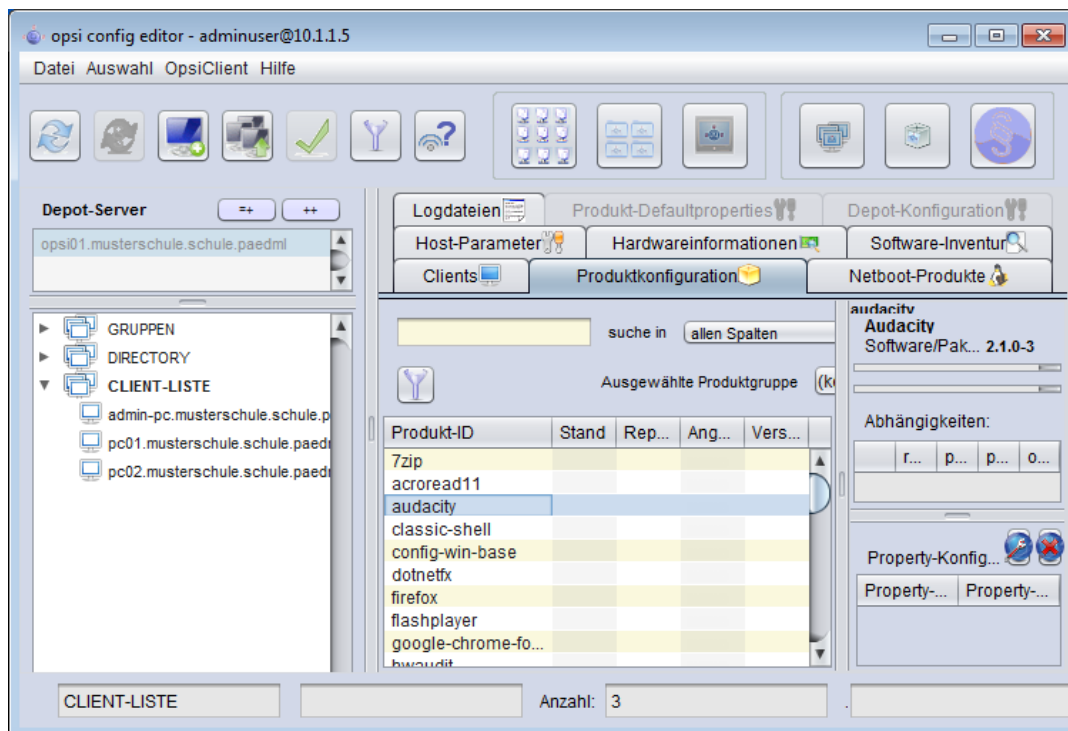 opsi config editor - adminuser@10.1.1.5
Datei Auswahl OpsiClient Hilfe
Depot-Server =+ ++
opsi01.musterschule.schule.paedml
GRUPPEN
DIRECTORY
CLIENT-LISTE
admin-pc.musterschule.schule.p
pc01.musterschule.schule.paedm
pc02.musterschule.schule.paedm
Logdateien Produkt-Defaultproperties Depot-Konfiguration
Host-Parameter Hardwareinformationen Software-Inventur
Clients Produktkonfiguration Netboot-Produkte
suche in allen Spalten
Ausgewählte Produktgruppe (ke
Produkt-ID Stand Rep... Ang... Vers...
7zip
acroread11
audacity
classic-shell
config-win-base
dotnetfx
firefox
flashplayer
google-chrome-fo...
hwaudit
audacity
Audacity
Software/Pak... 2.1.0-3
Abhängigkeiten:
r... p... p... o...
Property-Konfig...
Property-... Property-...
CLIENT-LISTE Anzahl: 3 .